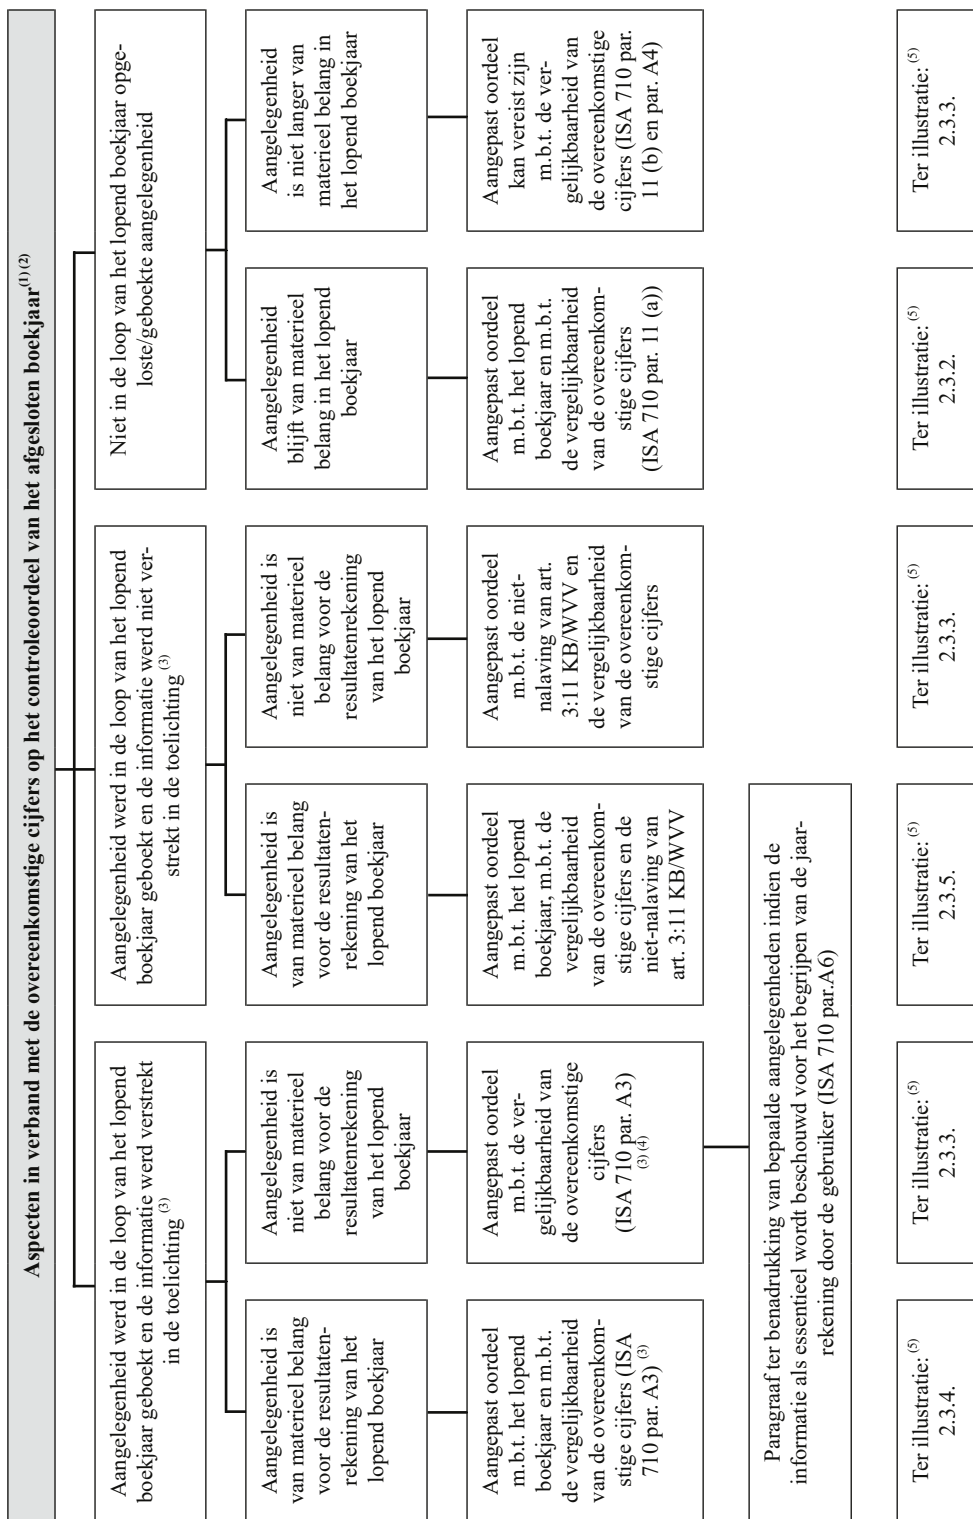 Aspecten in verband met de overeenkomstige cijfers op het controleoordeel van het afgesloten boekjaar(1) (2)
Aangelegenheid werd in de loop van het lopend
boekjaar geboekt en de informatie werd verstrekt
in de toelichting (3)
Aangelegenheid werd in de loop van het lopend
boekjaar geboekt en de informatie werd niet ver-
strekt in de toelichting (3)
Niet in de loop van het lopend boekjaar opge-
loste/geboekte aangelegenheid
Aangelegenheid is
van materieel belang
voor de resultaten-
rekening van het
lopend boekjaar
Aangelegenheid is
niet van materieel
belang voor de
resultatenrekening
van het lopend
boekjaar
Aangelegenheid is
van materieel belang
voor de resultaten-
rekening van het
lopend boekjaar
Aangelegenheid is
niet van materieel
belang voor de
resultatenrekening
van het lopend
boekjaar
Aangelegenheid
blijft van materieel
belang in het lopend
boekjaar
Aangelegenheid
is niet langer van
materieel belang in
het lopend boekjaar
Aangepast oordeel
m.b.t. het lopend
boekjaar en m.b.t.
de vergelijkbaarheid
van de overeenkom-
stige cijfers (ISA
710 par. A3) (3)
Aangepast oordeel
m.b.t. de ver-
gelijkbaarheid van
de overeenkomstige
cijfers
(ISA 710 par. A3)
(3) (4)
Aangepast oordeel
m.b.t. het lopend
boekjaar, m.b.t. de
vergelijkbaarheid
van de overeenkom-
stige cijfers en de
niet-nalaving van
art. 3:11 KB/WVV
Aangepast oordeel
m.b.t. de niet-
nalaving van art.
3:11 KB/WVV en
de vergelijkbaarheid
van de overeenkom-
stige cijfers
Aangepast oordeel
m.b.t. het lopend
boekjaar en m.b.t.
de vergelijkbaarheid
van de overeenkom-
stige cijfers
(ISA 710 par. 11 (a))
Aangepast oordeel
kan vereist zijn
m.b.t. de ver-
gelijkbaarheid van
de overeenkomstige
cijfers (ISA 710 par.
11 (b) en par. A4)
Paragraaf ter benadrukking van bepaalde aangelegenheden indien de
informatie als essentieel wordt beschouwd voor het begrijpen van de jaar-
rekening door de gebruiker (ISA 710 par.A6)
Ter illustratie: (5)
2.3.4.
Ter illustratie: (5)
2.3.3.
Ter illustratie: (5)
2.3.5.
Ter illustratie: (5)
2.3.3.
Ter illustratie: (5)
2.3.2.
Ter illustratie: (5)
2.3.3.